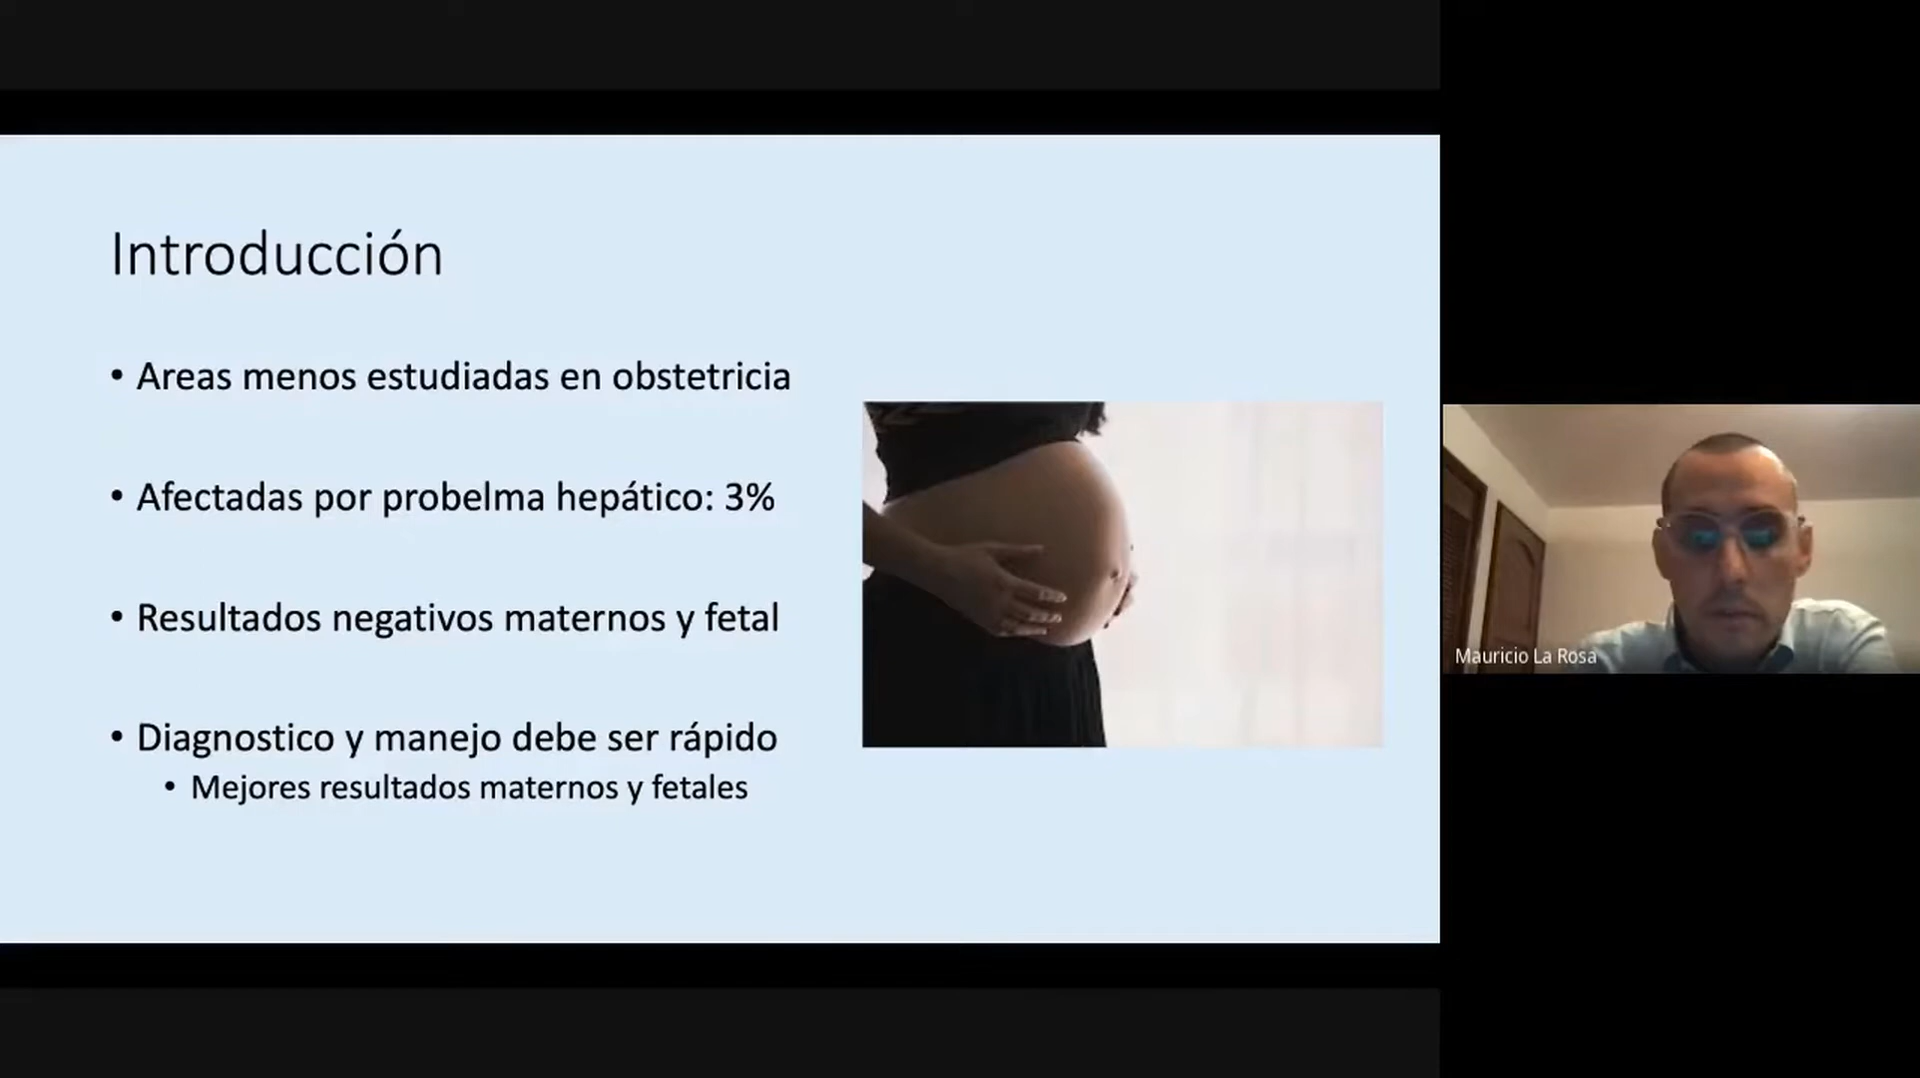 Introducción
• Areas menos estudiadas en obstetricia
• Afectadas por probelma hepático: 3%
• Resultados negativos maternos y fetal
• Diagnostico y manejo debe ser rápido
• Mejores resultados maternos y fetales
Mauricio La Rosa